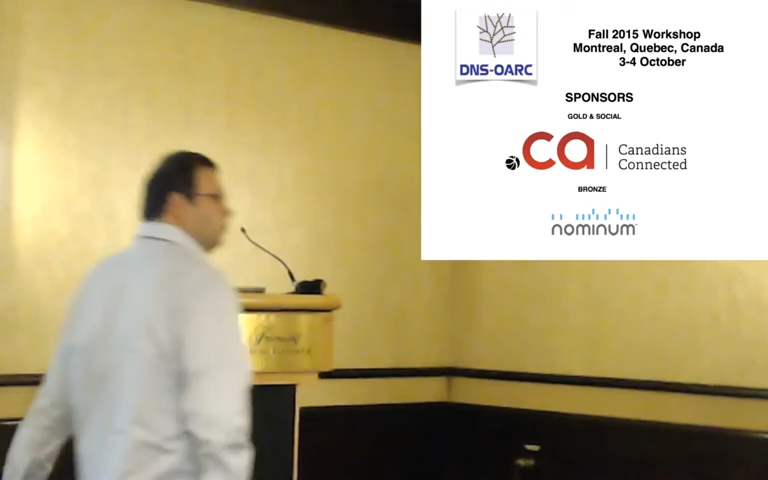 DNS-OARC
Fall 2015 Workshop
Montreal, Quebec, Canada
3-4 October
SPONSORS
GOLD & SOCIAL
ca
Canadians
Connected
BRONZE
nominum
Fairmont